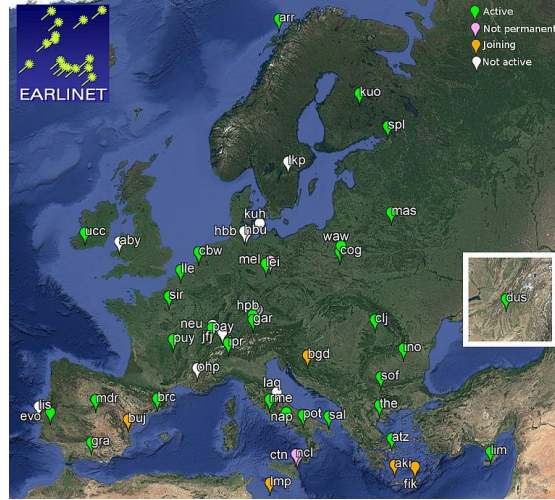 arr
Active
Not permanent
Joining
Not active
EARLINET
kuo
spl
lkp
mas
kuh
hbb
hbu
ucc
aby
waw
cog
cbw
mel
lei
lle
dus
sir
hpb
gar
clj
neu
pay
jfj
ipr
puy
ino
bgd
ohp
sof
laq
lis
mdr
brc
rme
the
evo
buj
nap
pot
sal
gra
atz
lim
ctn
ncl
aki
lmp
fik